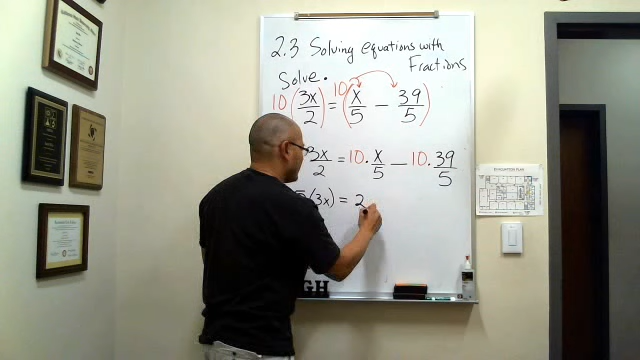 2.3 Solving equations with
Fractions
Solve.
10 (3x/2) = 10 (x/5 − 39/5)
3x/2 = 10 · x/5 − 10 · 39/5
5(3x) = 2
GH